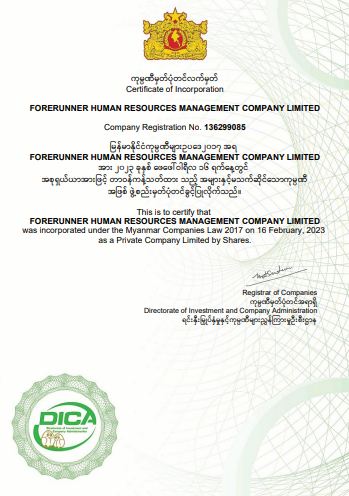 ကုမ္ပဏီမှတ်ပုံတင်လက်မှတ်
Certificate of Incorporation
FORERUNNER HUMAN RESOURCES MANAGEMENT COMPANY LIMITED
Company Registration No. 136299085
မြန်မာနိုင်ငံကုမ္ပဏီများဥပဒေ၂၀၁၇ အရ
FORERUNNER HUMAN RESOURCES MANAGEMENT COMPANY LIMITED
အား ၂၀၂၃ ခုနှစ် ဖေဖော်ဝါရီလ ၁၆ ရက်နေ့တွင်
အစုရှယ်ယာအားဖြင့် တာဝန်ကန့်သတ်ထား သည့် အများနှင့်မသက်ဆိုင်သောကုမ္ပဏီ
အဖြစ် ဖွဲ့စည်းမှတ်ပုံတင်ခွင့်ပြုလိုက်သည်။
This is to certify that
FORERUNNER HUMAN RESOURCES MANAGEMENT COMPANY LIMITED
was incorporated under the Myanmar Companies Law 2017 on 16 February, 2023
as a Private Company Limited by Shares.
Registrar of Companies
ကုမ္ပဏီမှတ်ပုံတင်အရာရှိ
Directorate of Investment and Company Administration
ရင်းနှီးမြှုပ်နှံမှုနှင့်ကုမ္ပဏီများညွှန်ကြားမှုဦးစီးဌာန
DICA
Directorate of Investment and
Company Administration